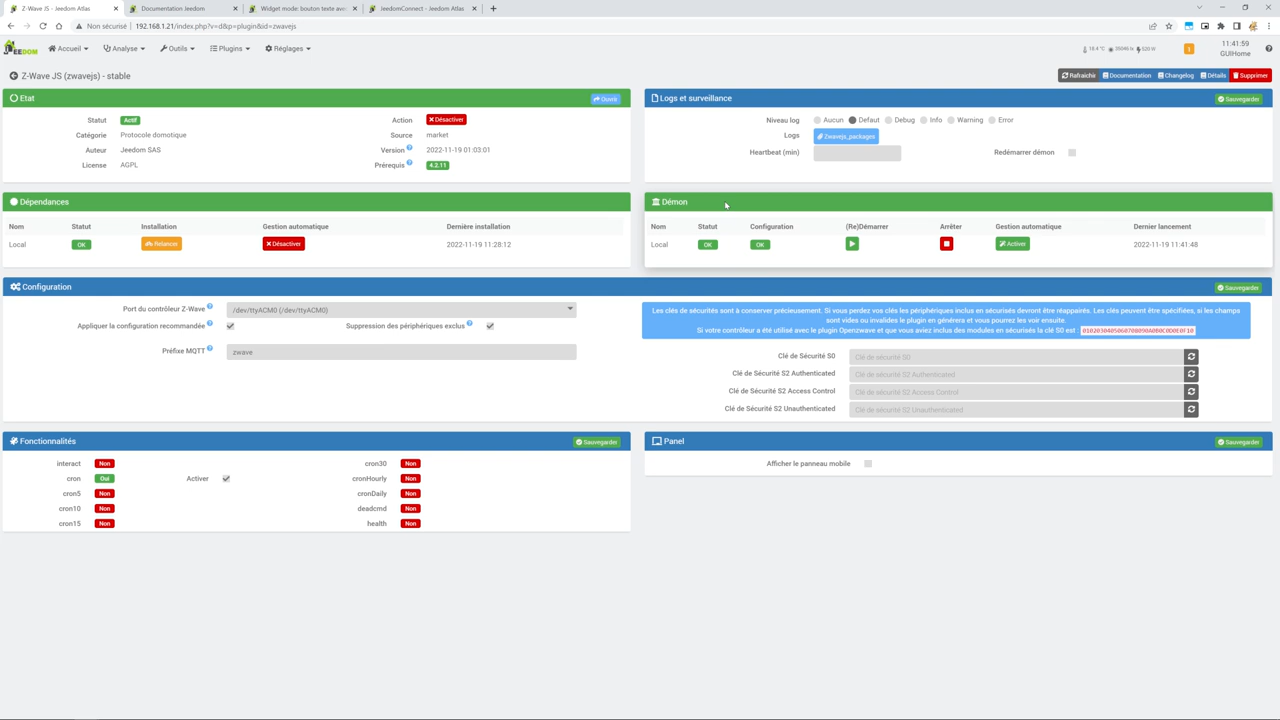 Z-Wave JS - Jeedom Atlas
Documentation Jeedom
Widget mode: bouton texte ave
JeedomConnect - Jeedom Atlas
Non sécurisé | 192.168.1.21/index.php?v=d&p=plugin&id=zwavejs
JEEDOM Accueil Analyse Outils Plugins Réglages
11:41:59
GUIHome
Z-Wave JS (zwavejs) - stable
Rafraichir Documentation Changelog Détails Supprimer
Etat Ouvrir
Statut Actif Action Désactiver
Catégorie Protocole domotique Source market
Auteur Jeedom SAS Version 2022-11-19 01:03:01
License AGPL Prérequis 4.2.11
Logs et surveillance Sauvegarder
Niveau log Aucun Defaut Debug Info Warning Error
Logs Zwavejs_packages
Heartbeat (min) Redémarrer démon
Dépendances
Nom Statut Installation Gestion automatique Dernière installation
Local OK Relancer Désactiver 2022-11-19 11:28:12
Démon
Nom Statut Configuration (Re)Démarrer Arrêter Gestion automatique Dernier lancement
Local OK OK Activer 2022-11-19 11:41:48
Configuration Sauvegarder
Port du contrôleur Z-Wave /dev/ttyACM0 (/dev/ttyACM0)
Appliquer la configuration recommandée Suppression des périphériques exclus
Préfixe MQTT zwave
Les clés de sécurités sont à conserver précieusement. Si vous perdez vos clés les périphériques inclus en sécurisés devront être réappairés. Les clés peuvent être spécifiées, si les champs
sont vides ou invalides le plugin en générera et vous pourrez les voir ensuite.
Si votre contrôleur a été utilisé avec le plugin Openzwave et que vous aviez inclus des modules en sécurisés la clé S0 est : 0102030405060708090A0B0C0D0E0F10
Clé de Sécurité S0 Clé de sécurité S0
Clé de Sécurité S2 Authenticated Clé de sécurité S2 Authenticated
Clé de Sécurité S2 Access Control Clé de sécurité S2 Access Control
Clé de Sécurité S2 Unauthenticated Clé de sécurité S2 Unauthenticated
Fonctionnalités Sauvegarder
interact Non cron30 Non
cron Oui Activer cronHourly Non
cron5 Non cronDaily Non
cron10 Non deadcmd Non
cron15 Non health Non
Panel Sauvegarder
Afficher le panneau mobile